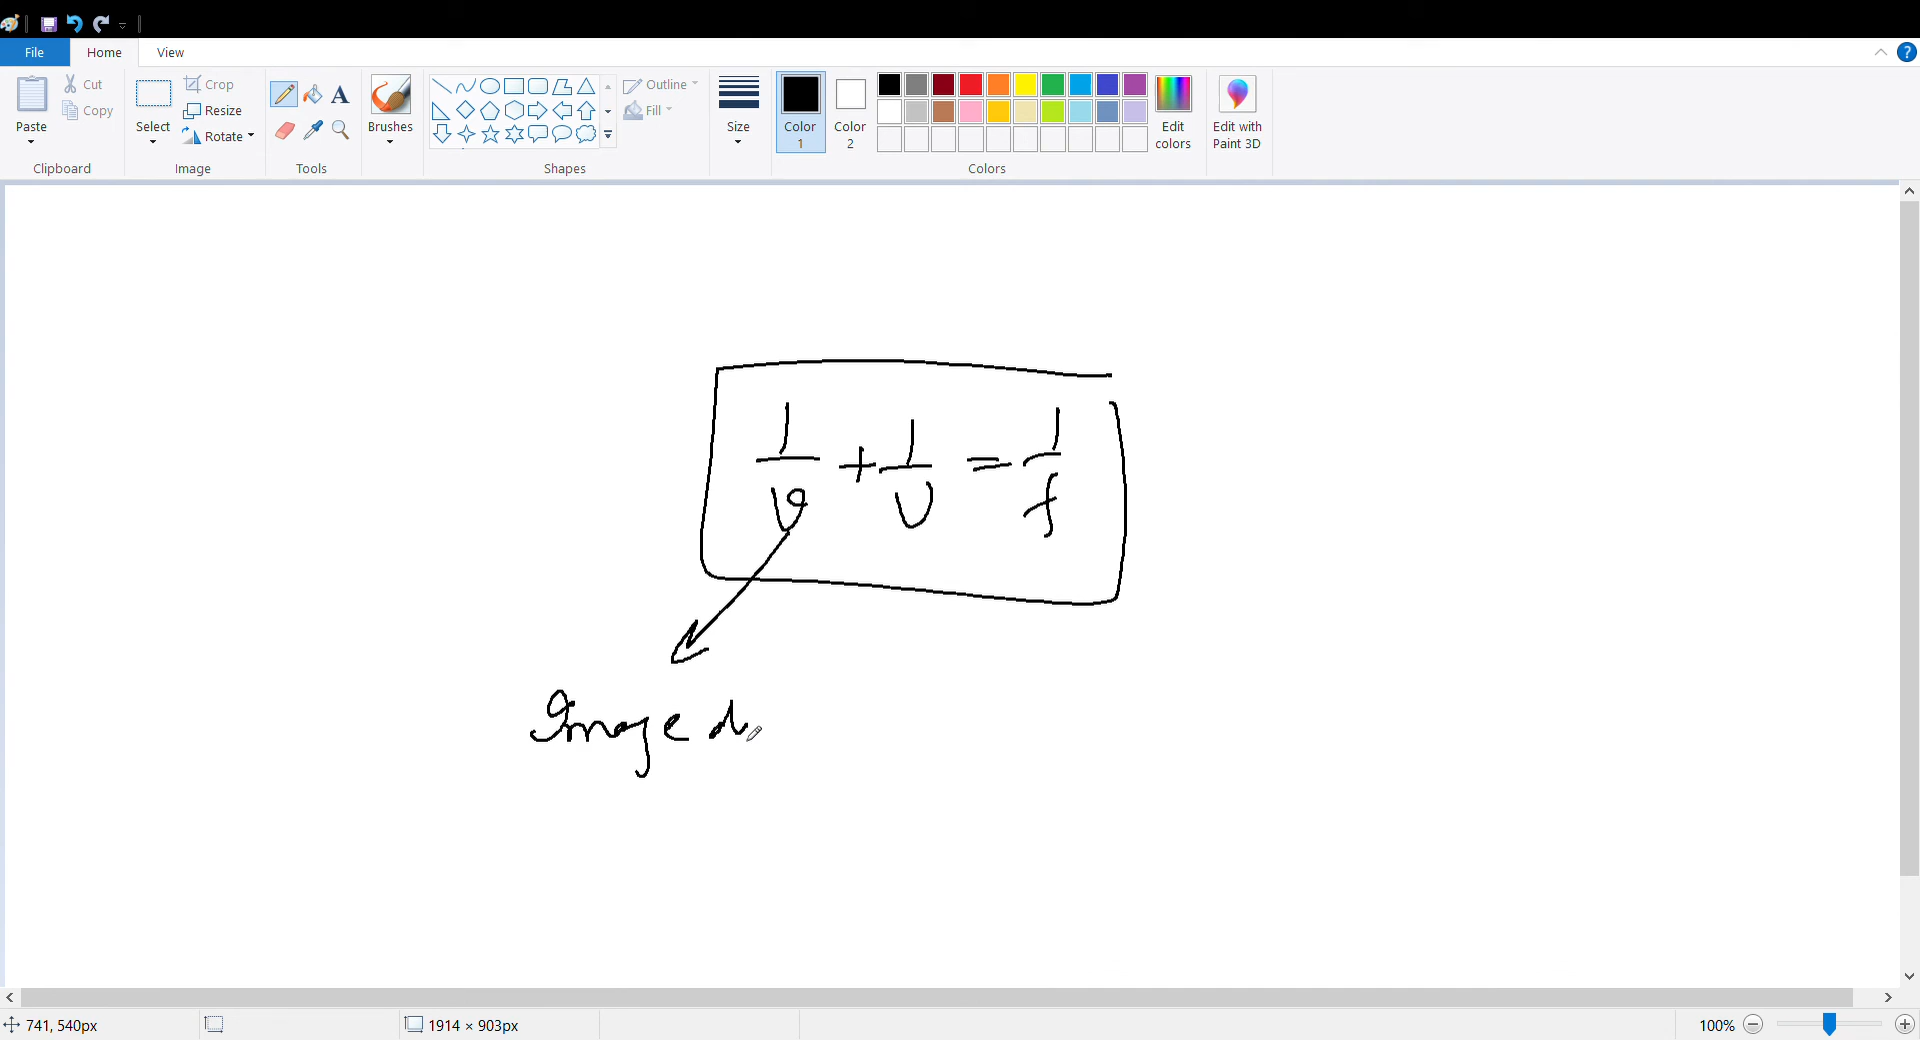 File Home View
Cut Crop Outline
Copy Resize Fill
Paste Select Rotate Brushes Size Color 1 Color 2 Edit colors Edit with Paint 3D
Clipboard Image Tools Shapes Colors
1/v + 1/U = 1/f
Image di
741, 540px 1914 × 903px 100%